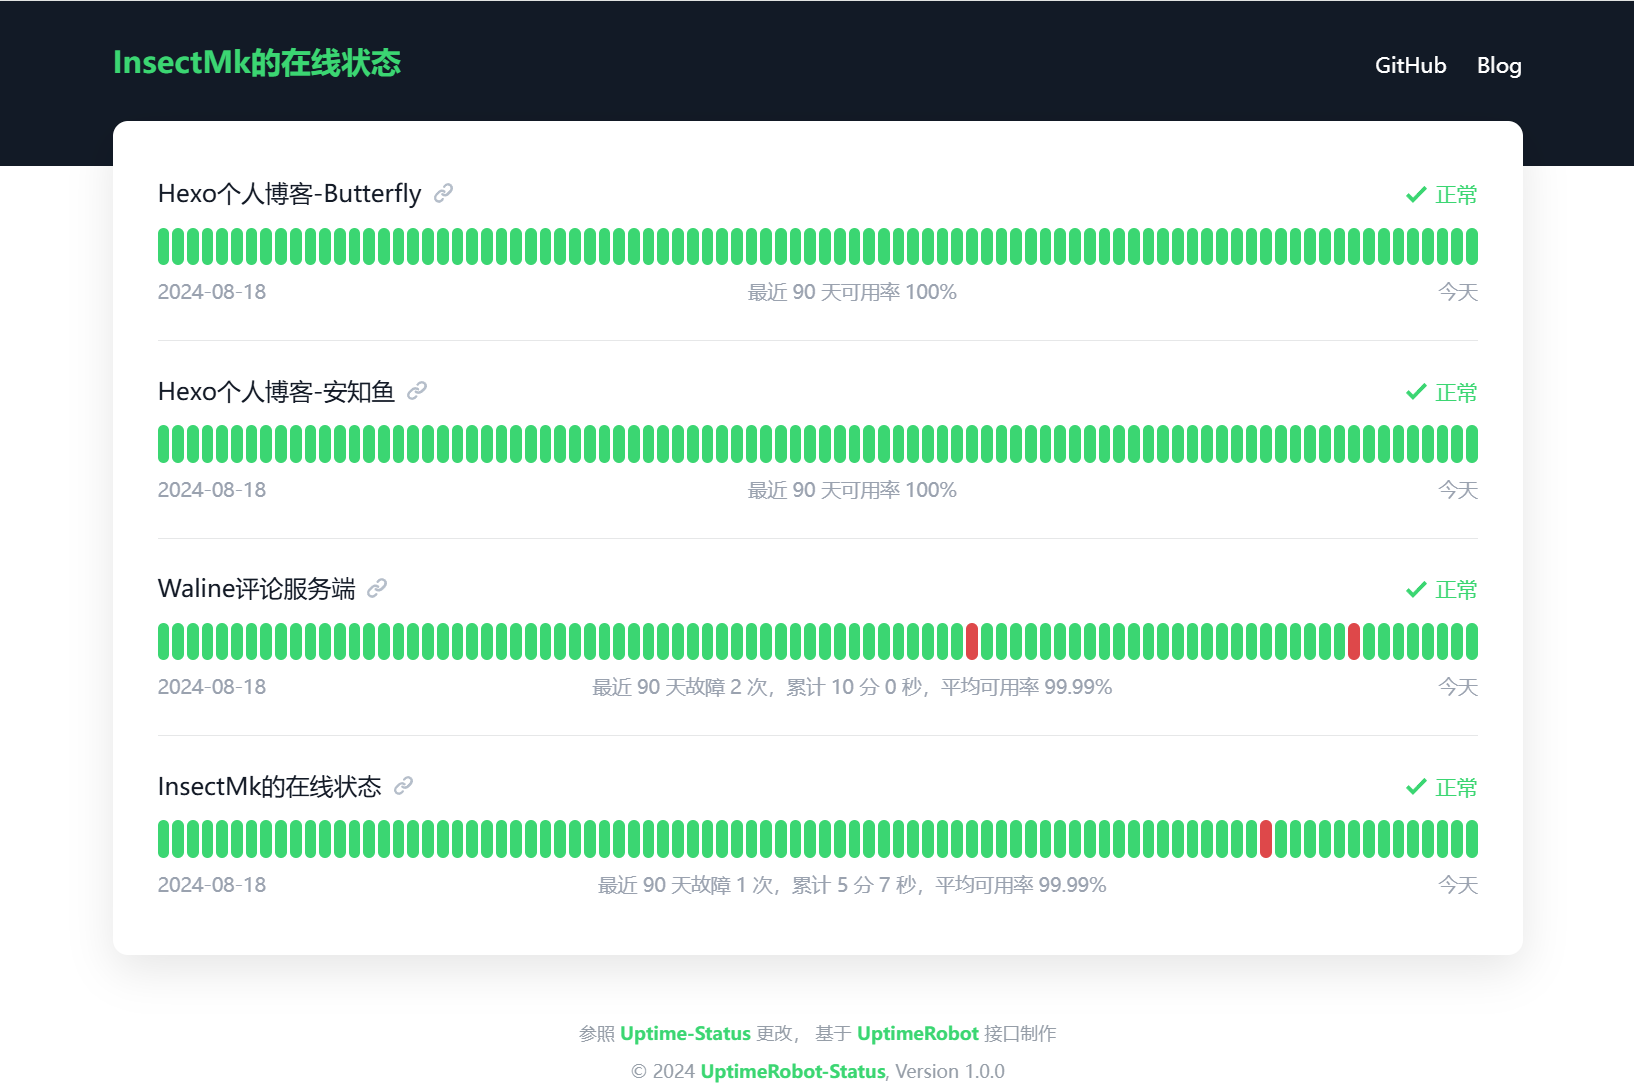 InsectMk的在线状态
GitHub Blog
Hexo个人博客-Butterfly 正常
2024-08-18 最近 90 天可用率 100% 今天
Hexo个人博客-安知鱼 正常
2024-08-18 最近 90 天可用率 100% 今天
Waline评论服务端 正常
2024-08-18 最近 90 天故障 2 次，累计 10 分 0 秒，平均可用率 99.99% 今天
InsectMk的在线状态 正常
2024-08-18 最近 90 天故障 1 次，累计 5 分 7 秒，平均可用率 99.99% 今天
参照 Uptime-Status 更改， 基于 UptimeRobot 接口制作
© 2024 UptimeRobot-Status, Version 1.0.0